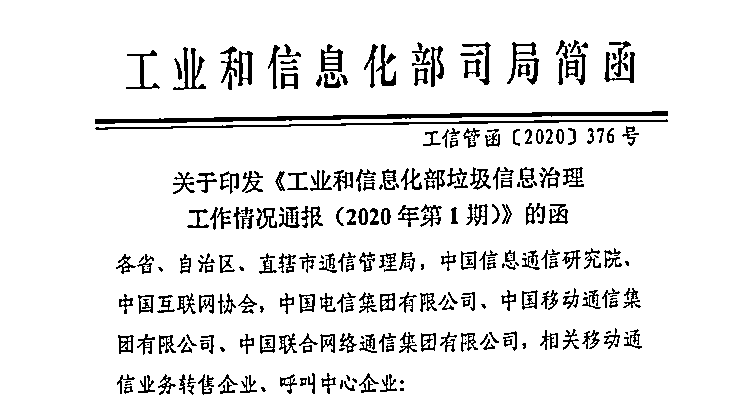 工业和信息化部司局简函
工信管函〔2020〕376号
关于印发《工业和信息化部垃圾信息治理
工作情况通报（2020年第1期）》的函
各省、自治区、直辖市通信管理局，中国信息通信研究院、
中国互联网协会，中国电信集团有限公司、中国移动通信集
团有限公司、中国联合网络通信集团有限公司，相关移动通
信业务转售企业、呼叫中心企业：